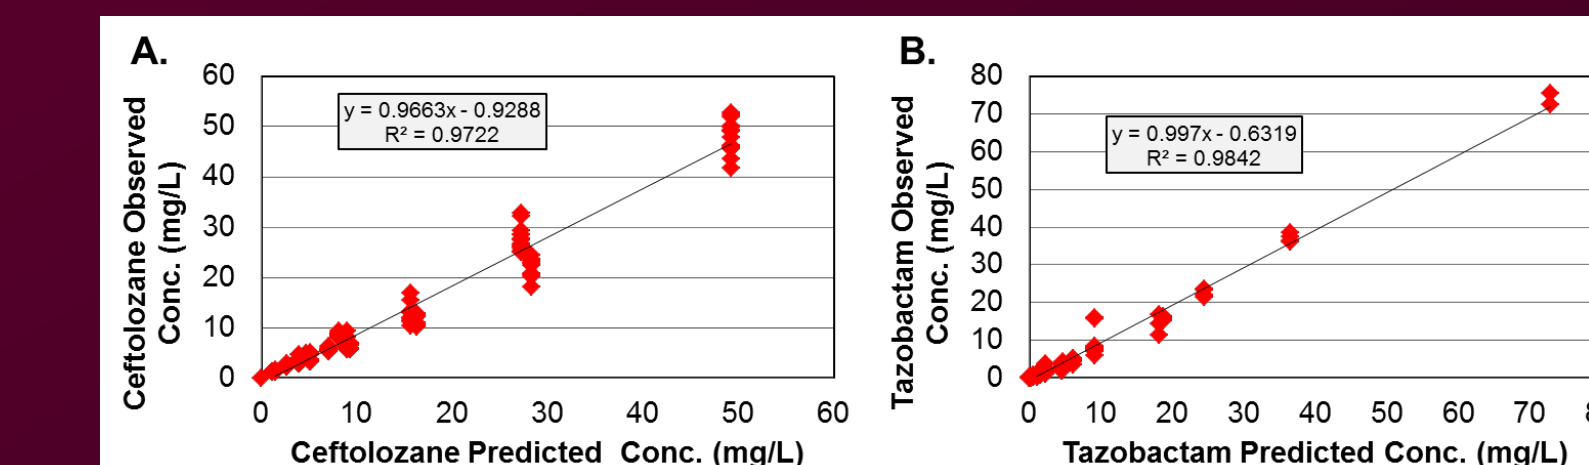 A.
Ceftolozane Observed
Conc. (mg/L)
60
50
40
30
20
10
0
y = 0.9663x - 0.9288
R² = 0.9722
0 10 20 30 40 50 60
Ceftolozane Predicted Conc. (mg/L)
B.
Tazobactam Observed
Conc. (mg/L)
80
70
60
50
40
30
20
10
0
y = 0.997x - 0.6319
R² = 0.9842
0 10 20 30 40 50 60 70
Tazobactam Predicted Conc. (mg/L)